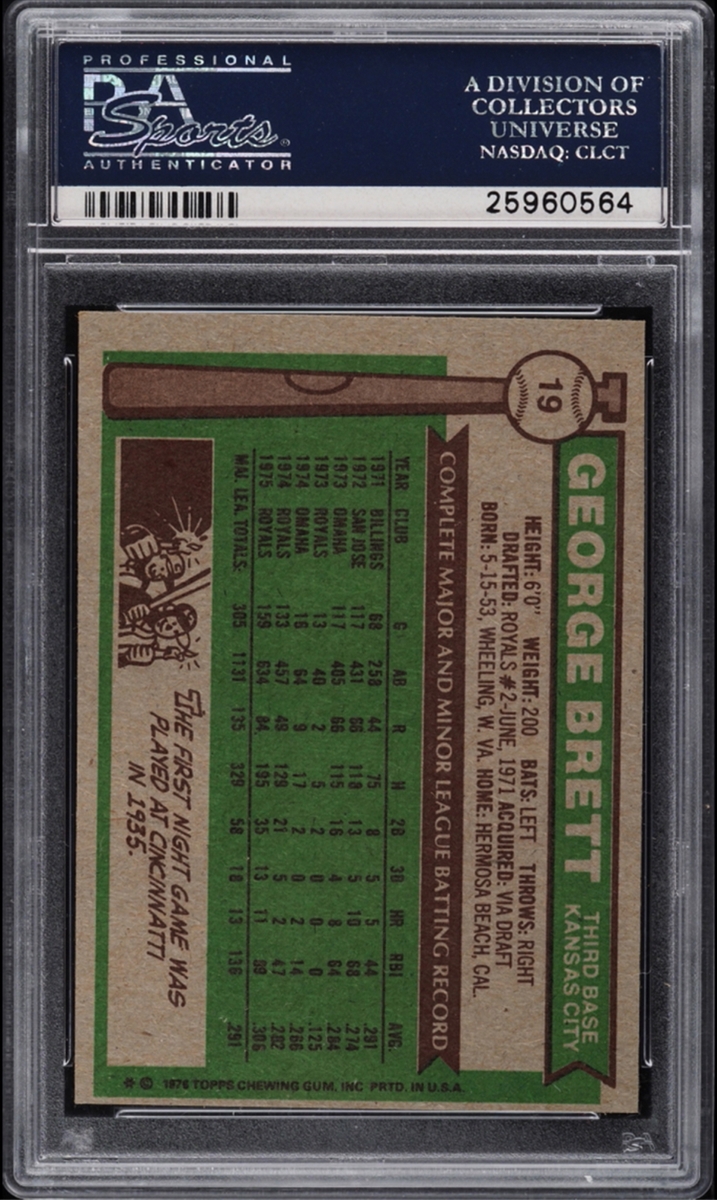 PROFESSIONAL
PSA
Sports
AUTHENTICATOR
A DIVISION OF
COLLECTORS
UNIVERSE
NASDAQ: CLCT
25960564
19
GEORGE BRETT
THIRD BASE
KANSAS CITY
HEIGHT: 6'0" WEIGHT: 200 BATS: LEFT THROWS: RIGHT
DRAFTED: ROYALS #2-JUNE, 1971 ACQUIRED: VIA DRAFT
BORN: 5-15-53, WHEELING, W. VA. HOME: HERMOSA BEACH, CAL.
COMPLETE MAJOR AND MINOR LEAGUE BATTING RECORD
YEAR CLUB G AB R H 2B 3B HR RBI AVG.
1971 BILLINGS 68 258 44 75 8 5 5 44 .291
1972 SAN JOSE 117 431 66 118 13 5 10 68 .274
1973 OMAHA 117 405 66 115 16 4 8 64 .284
1973 ROYALS 13 40 2 5 2 0 0 0 .125
1974 OMAHA 16 64 9 17 2 0 2 14 .266
1974 ROYALS 133 457 49 129 21 5 2 47 .282
1975 ROYALS 159 634 84 195 35 13 11 89 .308
MAJ. LEA. TOTALS: 305 1131 135 329 58 18 13 136 .291
THE FIRST NIGHT GAME WAS
PLAYED AT CINCINNATTI
IN 1935.
★ © 1976 TOPPS CHEWING GUM, INC PRTD. IN U.S.A.